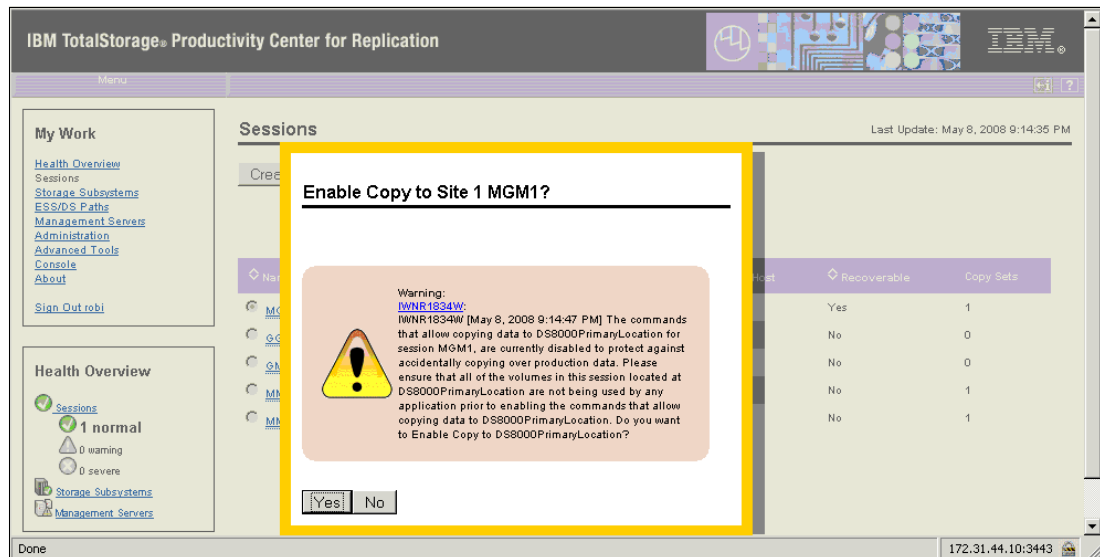 IBM TotalStorage® Productivity Center for Replication
IBM®
Menu
?
My Work
Health Overview
Sessions
Storage Subsystems
ESS/DS Paths
Management Servers
Administration
Advanced Tools
Console
About
Sign Out robi
Health Overview
Sessions
1 normal
0 warning
0 severe
Storage Subsystems
Management Servers
Sessions
Last Update: May 8, 2008 9:14:35 PM
Host Recoverable Copy Sets
Yes 1
No 0
No 0
No 1
No 1
Enable Copy to Site 1 MGM1?
Warning:
IWNR1834W:
IWNR1834W [May 8, 2008 9:14:47 PM] The commands
that allow copying data to DS8000PrimaryLocation for
session MGM1, are currently disabled to protect against
accidentally copying over production data. Please
ensure that all of the volumes in this session located at
DS8000PrimaryLocation are not being used by any
application prior to enabling the commands that allow
copying data to DS8000PrimaryLocation. Do you want
to Enable Copy to DS8000PrimaryLocation?
Yes No
Done
172.31.44.10:3443